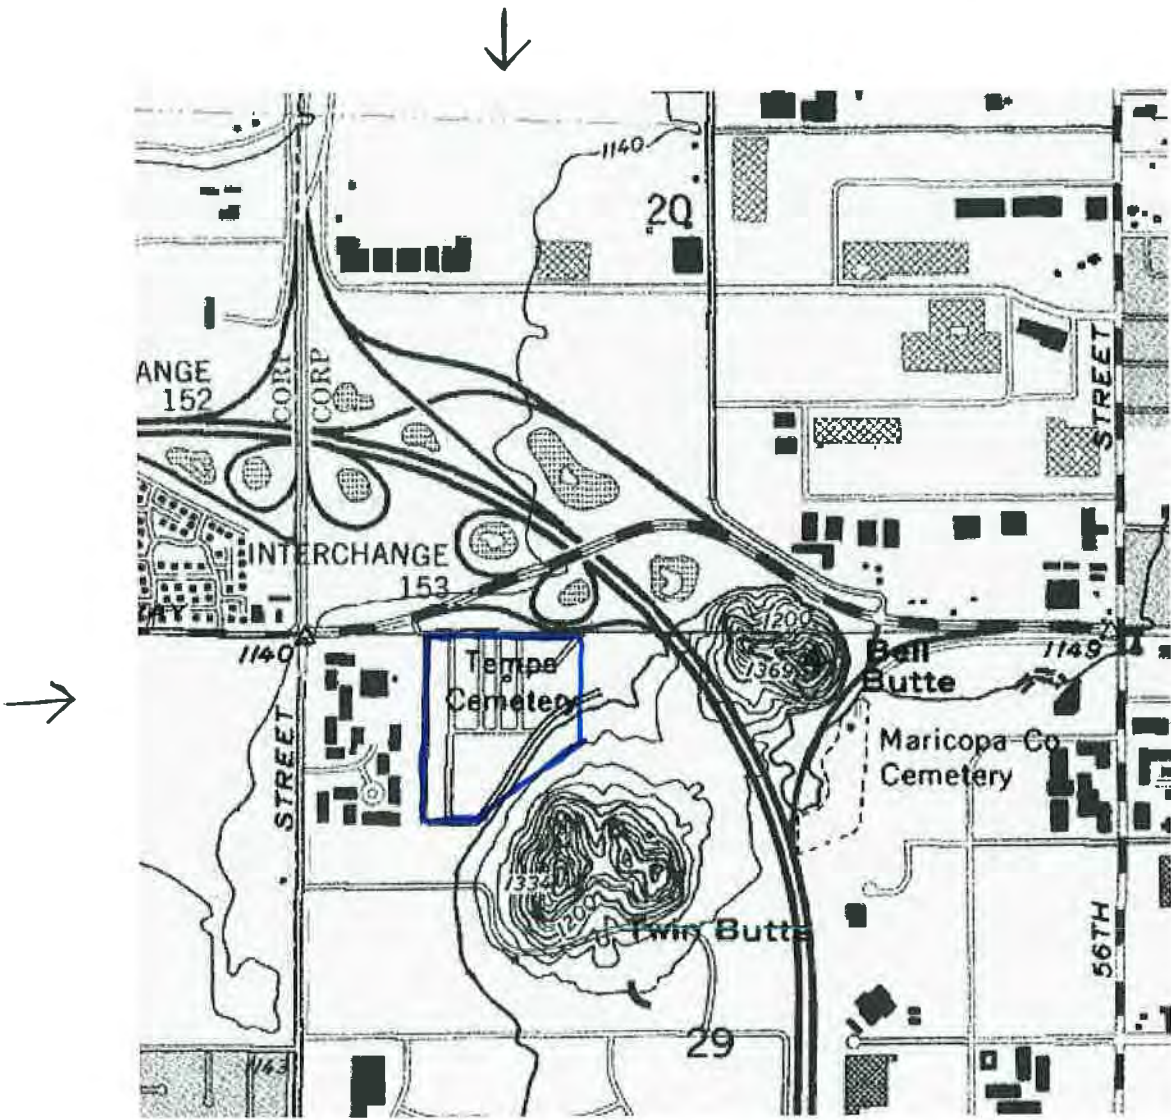 1140
20
ANGE
152
CORP
CORP
STREET
INTERCHANGE
153
WAY
1140
1200
1369
Bell
Butte
1149
Tempe
Cemetery
STREET
Maricopa Co
Cemetery
1334
1200
Twin Butte
56TH
29
1143